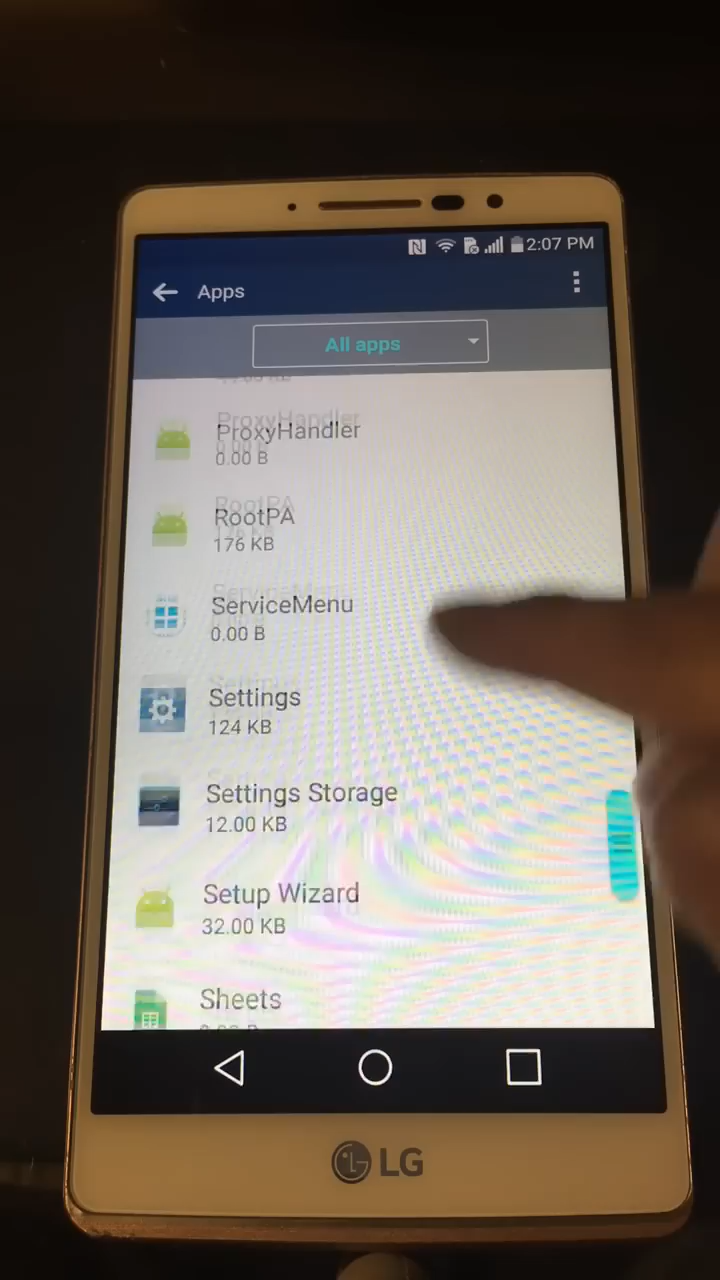 2:07 PM
Apps
All apps
ProxyHandler
0.00 B
RootPA
176 KB
ServiceMenu
0.00 B
Settings
124 KB
Settings Storage
12.00 KB
Setup Wizard
32.00 KB
Sheets
LG